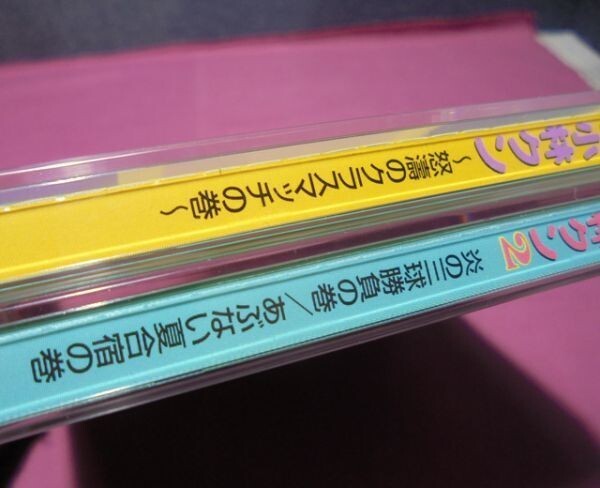 小林クン
～怒濤のクラスマッチの巻～
林クン2
炎の三球勝負の巻／あぶない夏合宿の巻